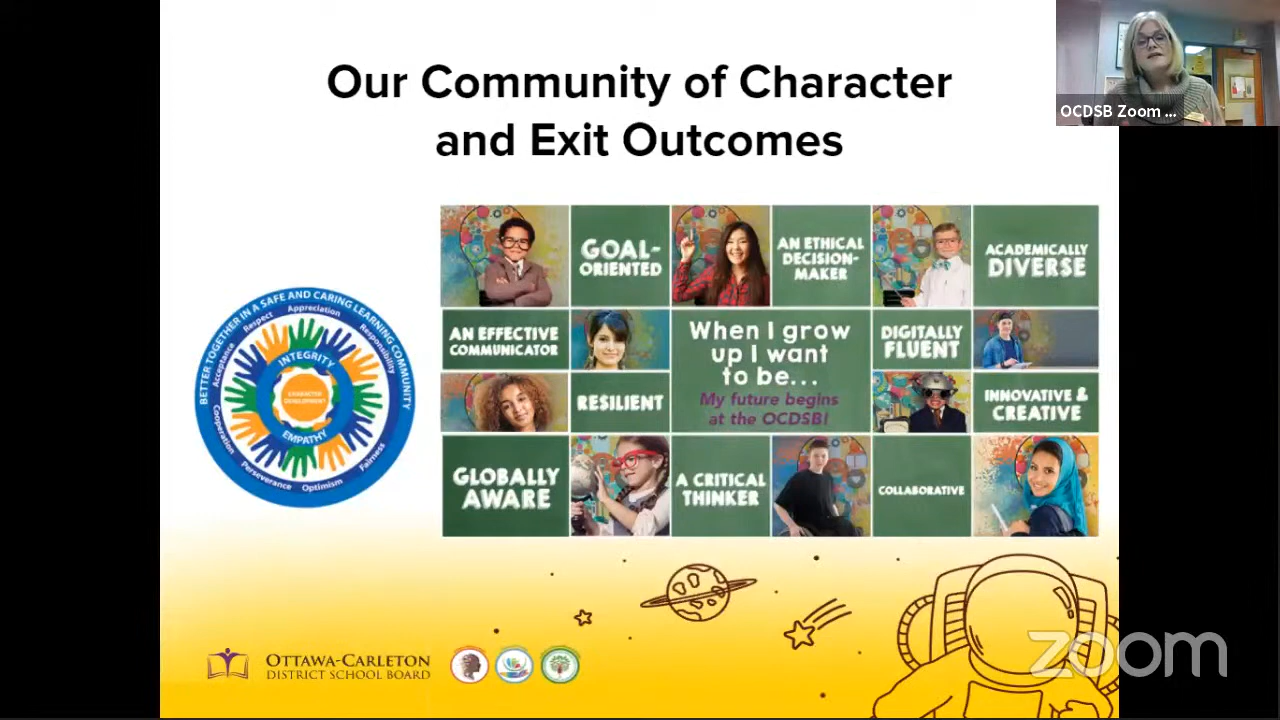 Our Community of Character
and Exit Outcomes
OCDSB Zoom ...
GOAL-
ORIENTED
AN ETHICAL
DECISION-
MAKER
ACADEMICALLY
DIVERSE
AN EFFECTIVE
COMMUNICATOR
When I grow
up I want
to be...
My future begins
at the OCDSB!
DIGITALLY
FLUENT
RESILIENT
INNOVATIVE &
CREATIVE
GLOBALLY
AWARE
A CRITICAL
THINKER
COLLABORATIVE
BETTER TOGETHER IN A SAFE AND CARING LEARNING COMMUNITY
Acceptance
Respect
Appreciation
Responsibility
Cooperation
Perseverance
Optimism
Fairness
INTEGRITY
CHARACTER
DEVELOPMENT
EMPATHY
OTTAWA-CARLETON
DISTRICT SCHOOL BOARD
zoom